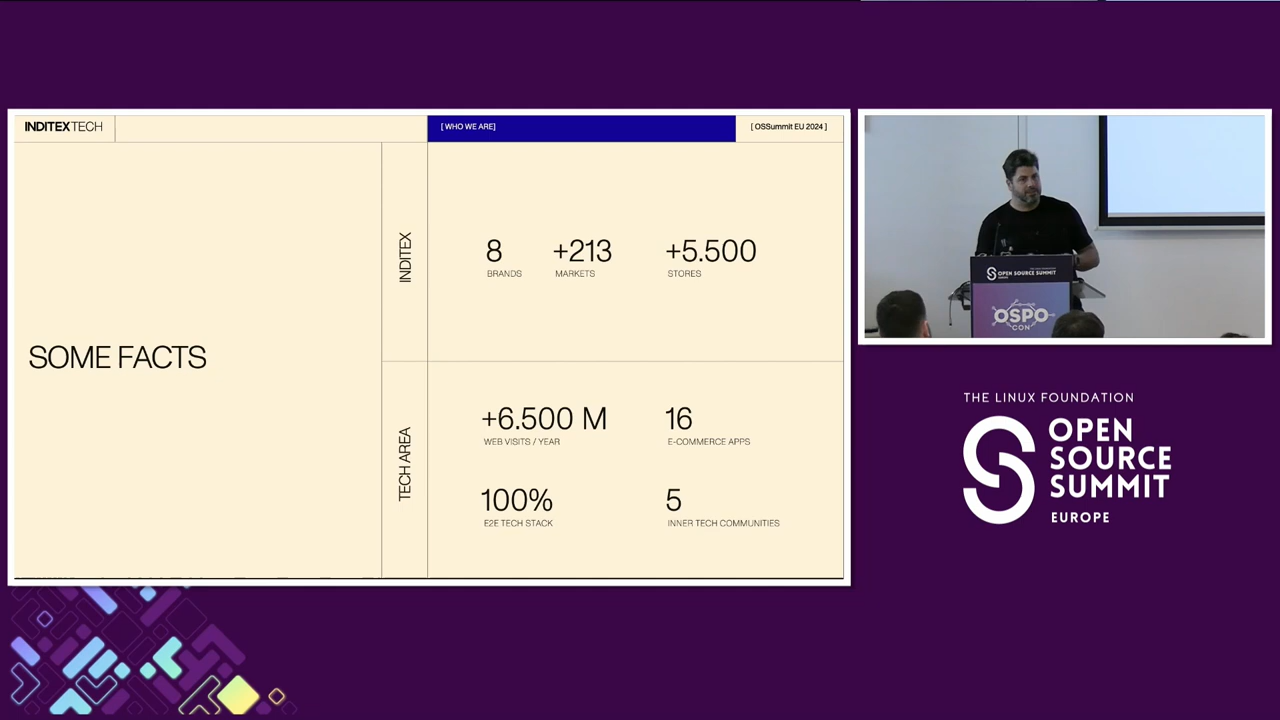 INDITEXTECH
[ WHO WE ARE]
[ OSSummit EU 2024 ]
SOME FACTS
INDITEX
8
BRANDS
+213
MARKETS
+5.500
STORES
TECH AREA
+6.500 M
WEB VISITS / YEAR
16
E-COMMERCE APPS
100%
E2E TECH STACK
5
INNER TECH COMMUNITIES
OPEN SOURCE SUMMIT
OSPO
CON
THE LINUX FOUNDATION
OPEN
SOURCE
SUMMIT
EUROPE